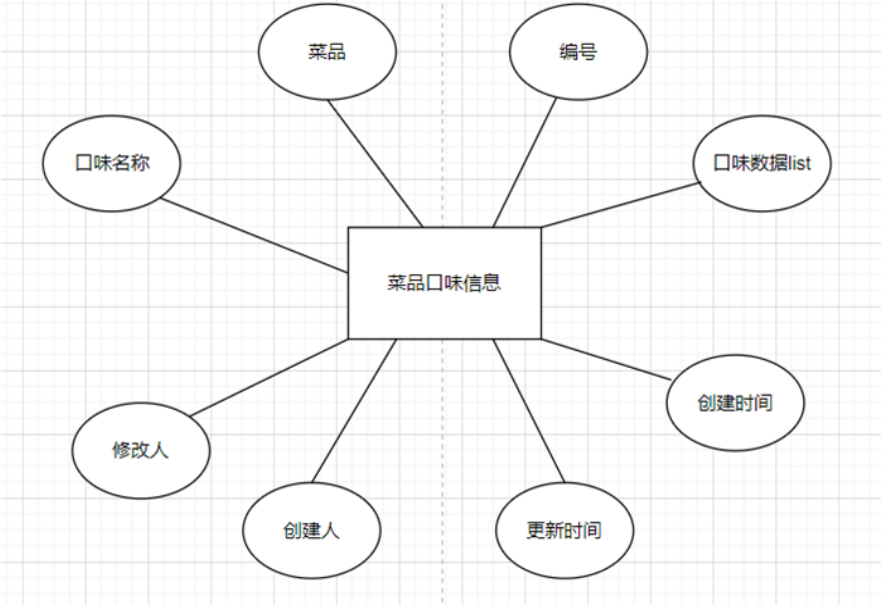 菜品
编号
口味名称
口味数据list
菜品口味信息
创建时间
修改人
创建人
更新时间